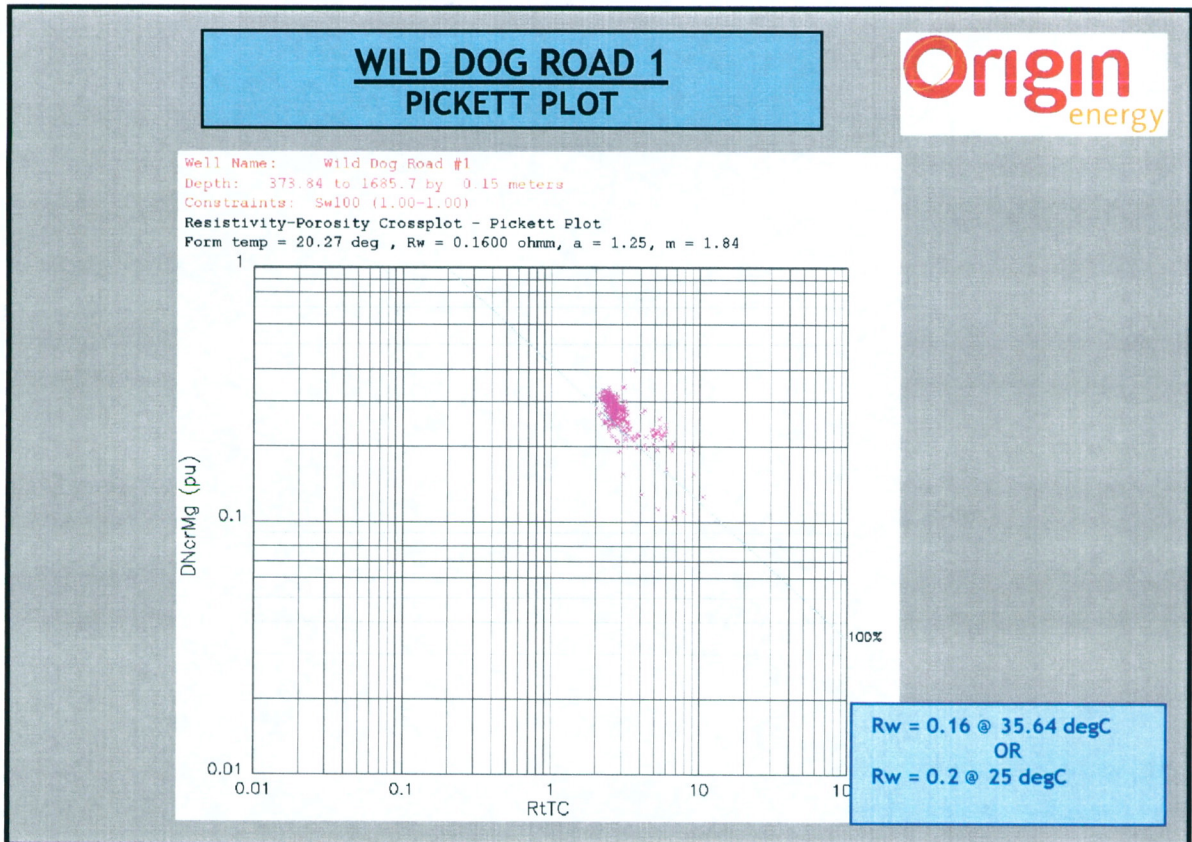 WILD DOG ROAD 1
PICKETT PLOT
Origin
energy
Well Name: Wild Dog Road #1
Depth: 373.84 to 1685.7 by 0.15 meters
Constraints: Sw100 (1.00-1.00)
Resistivity-Porosity Crossplot - Pickett Plot
Form temp = 20.27 deg , Rw = 0.1600 ohmm, a = 1.25, m = 1.84
1
DNcrMg (pu)
0.1
100%
0.01
0.01 0.1 1 10 10
RtTC
Rw = 0.16 @ 35.64 degC
OR
Rw = 0.2 @ 25 degC